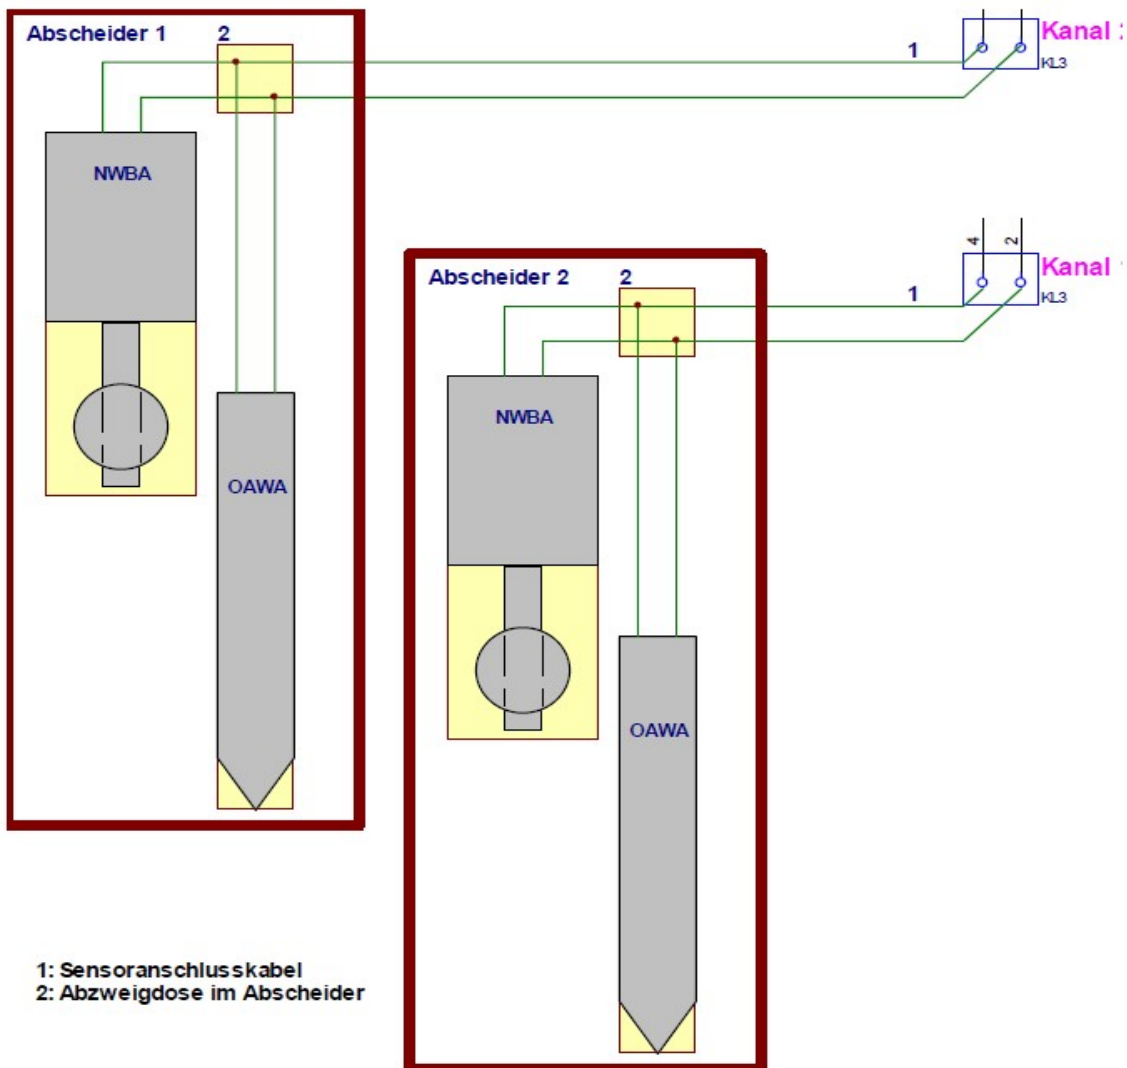 Abscheider 1 2
1
Kanal
KL3
NWBA
OAWA
4 2
Kanal
KL3
Abscheider 2 2
1
NWBA
OAWA
1: Sensoranschlusskabel
2: Abzweigdose im Abscheider